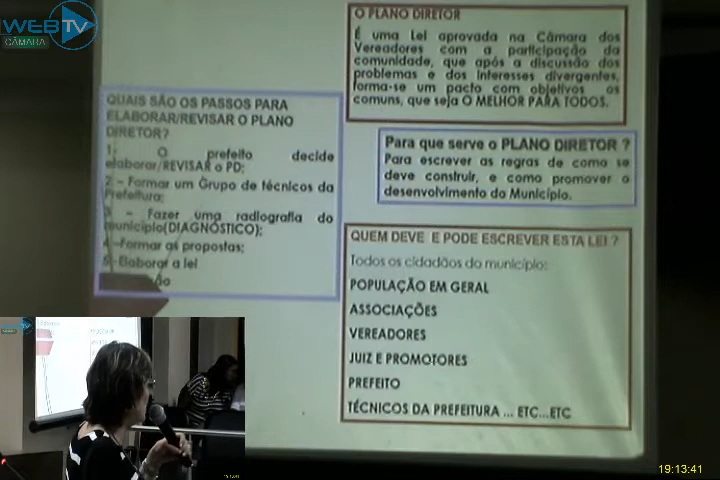 WEBTV
CÂMARA
O PLANO DIRETOR
É uma Lei aprovada na Câmara dos
Vereadores com a participação da
comunidade, que após a discussão dos
problemas e dos interesses divergentes,
forma-se um pacto com objetivos os
comuns, que seja O MELHOR PARA TODOS.
QUAIS SÃO OS PASSOS PARA
ELABORAR/REVISAR O PLANO
DIRETOR?
1- O prefeito decide
elaborar/REVISAR o PD;
2 – Formar um Grupo de técnicos da
Prefeitura;
3 – Fazer uma radiografia do
município(DIAGNÓSTICO);
4 –Formar as propostas;
5 -Elaborar a lei
Para que serve o PLANO DIRETOR ?
Para escrever as regras de como se
deve construir, e como promover o
desenvolvimento do Município.
QUEM DEVE E PODE ESCREVER ESTA LEI ?
Todos os cidadãos do município:
POPULAÇÃO EM GERAL
ASSOCIAÇÕES
VEREADORES
JUIZ E PROMOTORES
PREFEITO
TÉCNICOS DA PREFEITURA ... ETC...ETC
19:13:41